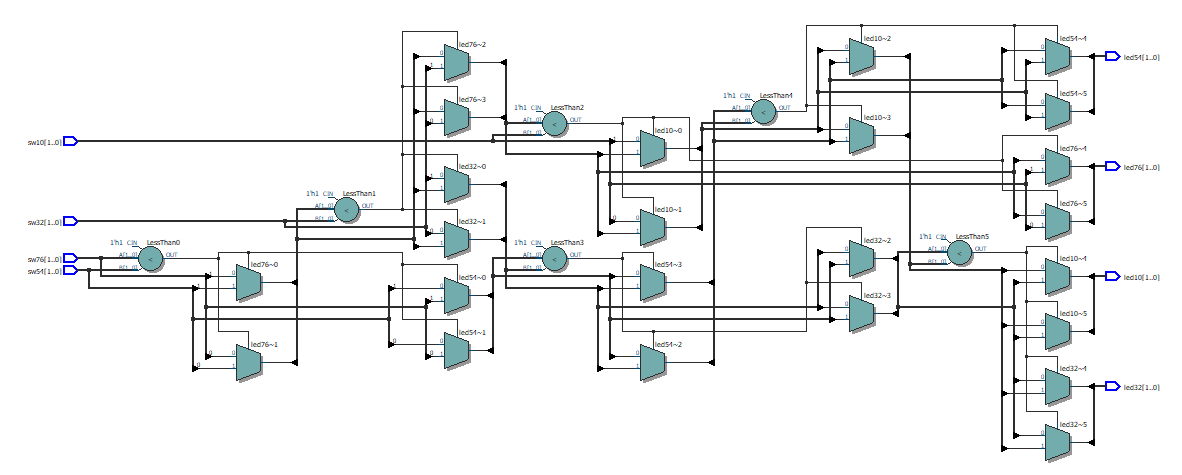 led76~2
led76~3
led32~0
led32~1
led54~0
led54~1
led76~0
led76~1
sw10[1..0]
sw32[1..0]
sw76[1..0]
sw54[1..0]
1'h1 CIN LessThan0
A[1..0]
B[1..0]
OUT
1'h1 CIN LessThan1
A[1..0]
B[1..0]
OUT
1'h1 CIN LessThan2
A[1..0]
B[1..0]
OUT
1'h1 CIN LessThan3
A[1..0]
B[1..0]
OUT
led10~0
led10~1
led54~3
led54~2
1'h1 CIN LessThan4
A[1..0]
B[1..0]
OUT
led10~2
led10~3
led32~2
led32~3
1'h1 CIN LessThan5
A[1..0]
B[1..0]
OUT
led54~4
led54~5
led76~4
led76~5
led10~4
led10~5
led32~4
led32~5
led54[1..0]
led76[1..0]
led10[1..0]
led32[1..0]